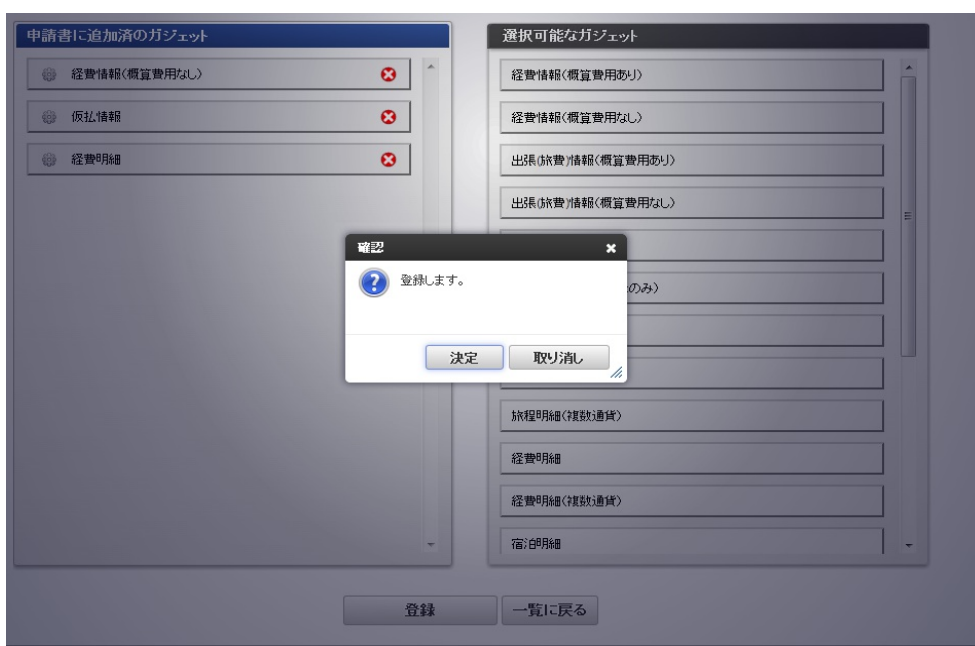 申請書に追加済のガジェット
経費情報(概算費用なし)
仮払情報
経費明細
選択可能なガジェット
経費情報(概算費用あり)
経費情報(概算費用なし)
出張(旅費)情報(概算費用あり)
出張(旅費)情報(概算費用なし)
のみ)
旅程明細(複数通貨)
経費明細
経費明細(複数通貨)
宿泊明細
確認
登録します。
決定
取り消し
登録
一覧に戻る